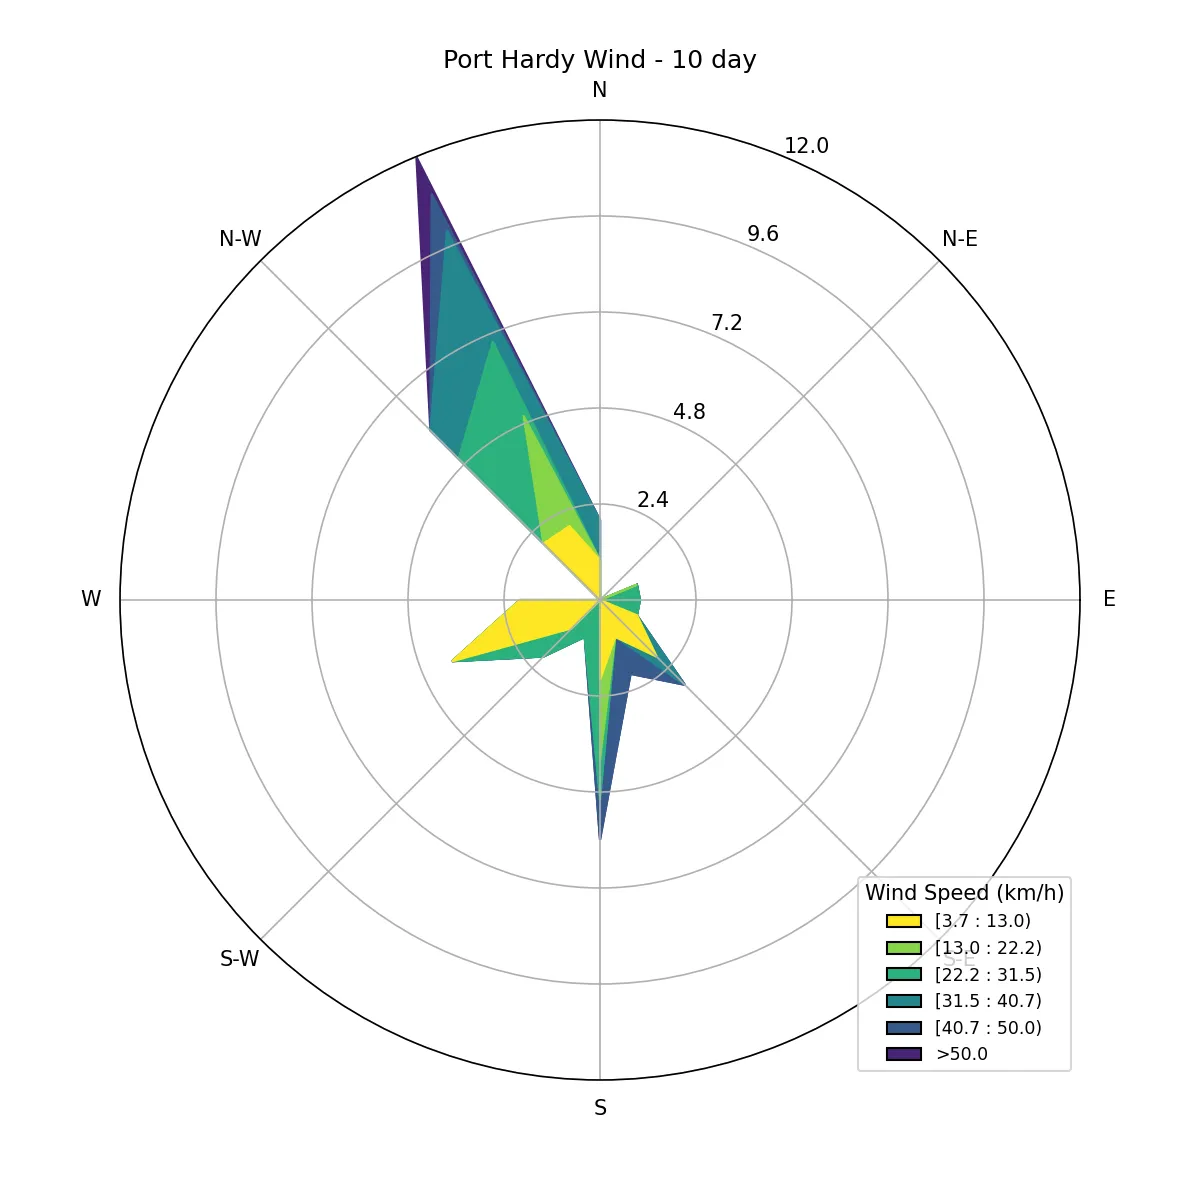 Port Hardy Wind - 10 day
N
12.0
N-W
9.6
N-E
7.2
4.8
2.4
W
E
Wind Speed (km/h)
[3.7 : 13.0)
[13.0 : 22.2)
S-W
S-E
[22.2 : 31.5)
[31.5 : 40.7)
[40.7 : 50.0)
>50.0
S